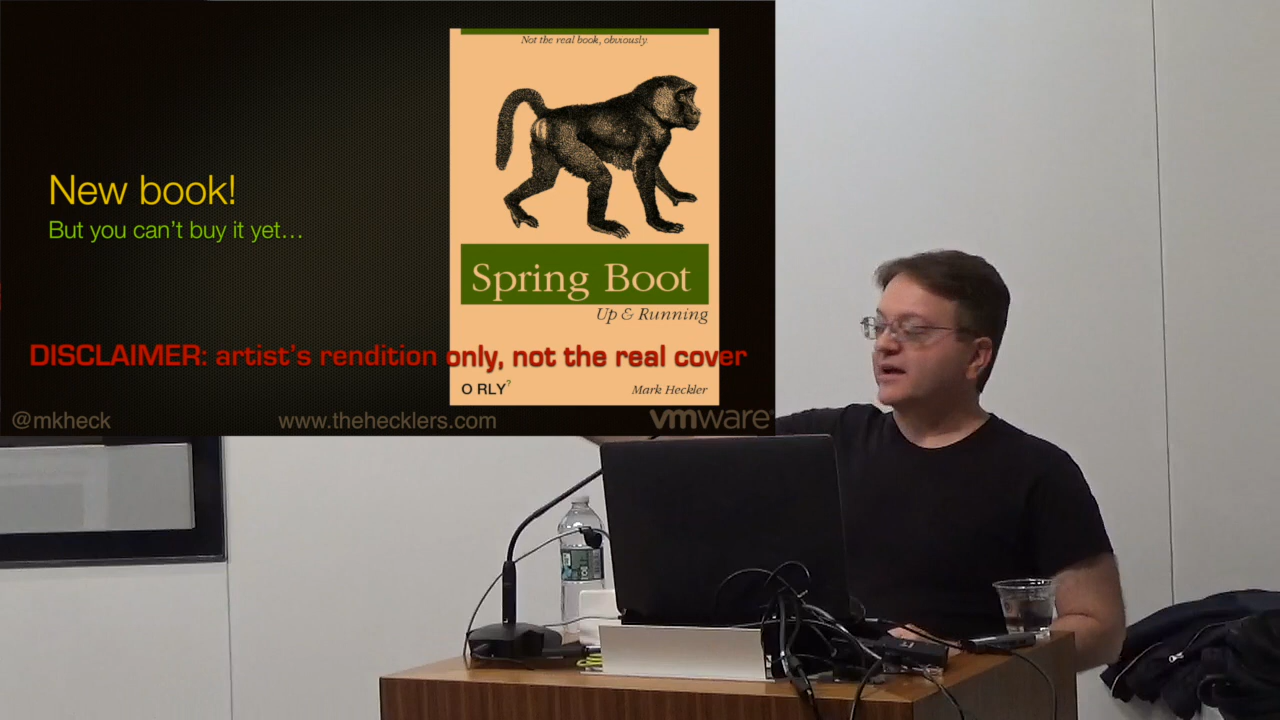 Not the real book, obviously.
New book!
But you can't buy it yet…
Spring Boot
Up & Running
DISCLAIMER: artist's rendition only, not the real cover
O RLY?
Mark Heckler
@mkheck
www.thehecklers.com
vmware